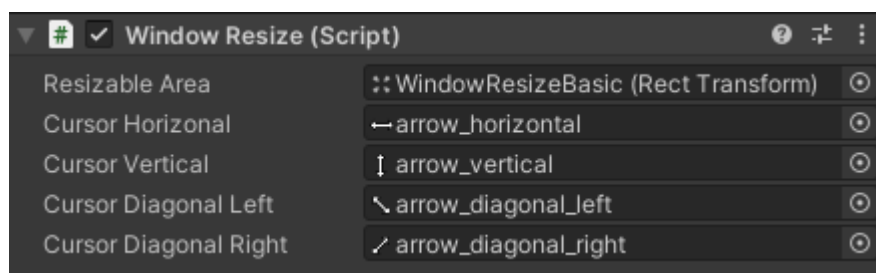 Window Resize (Script)
Resizable Area WindowResizeBasic (Rect Transform)
Cursor Horizonal arrow_horizontal
Cursor Vertical arrow_vertical
Cursor Diagonal Left arrow_diagonal_left
Cursor Diagonal Right arrow_diagonal_right